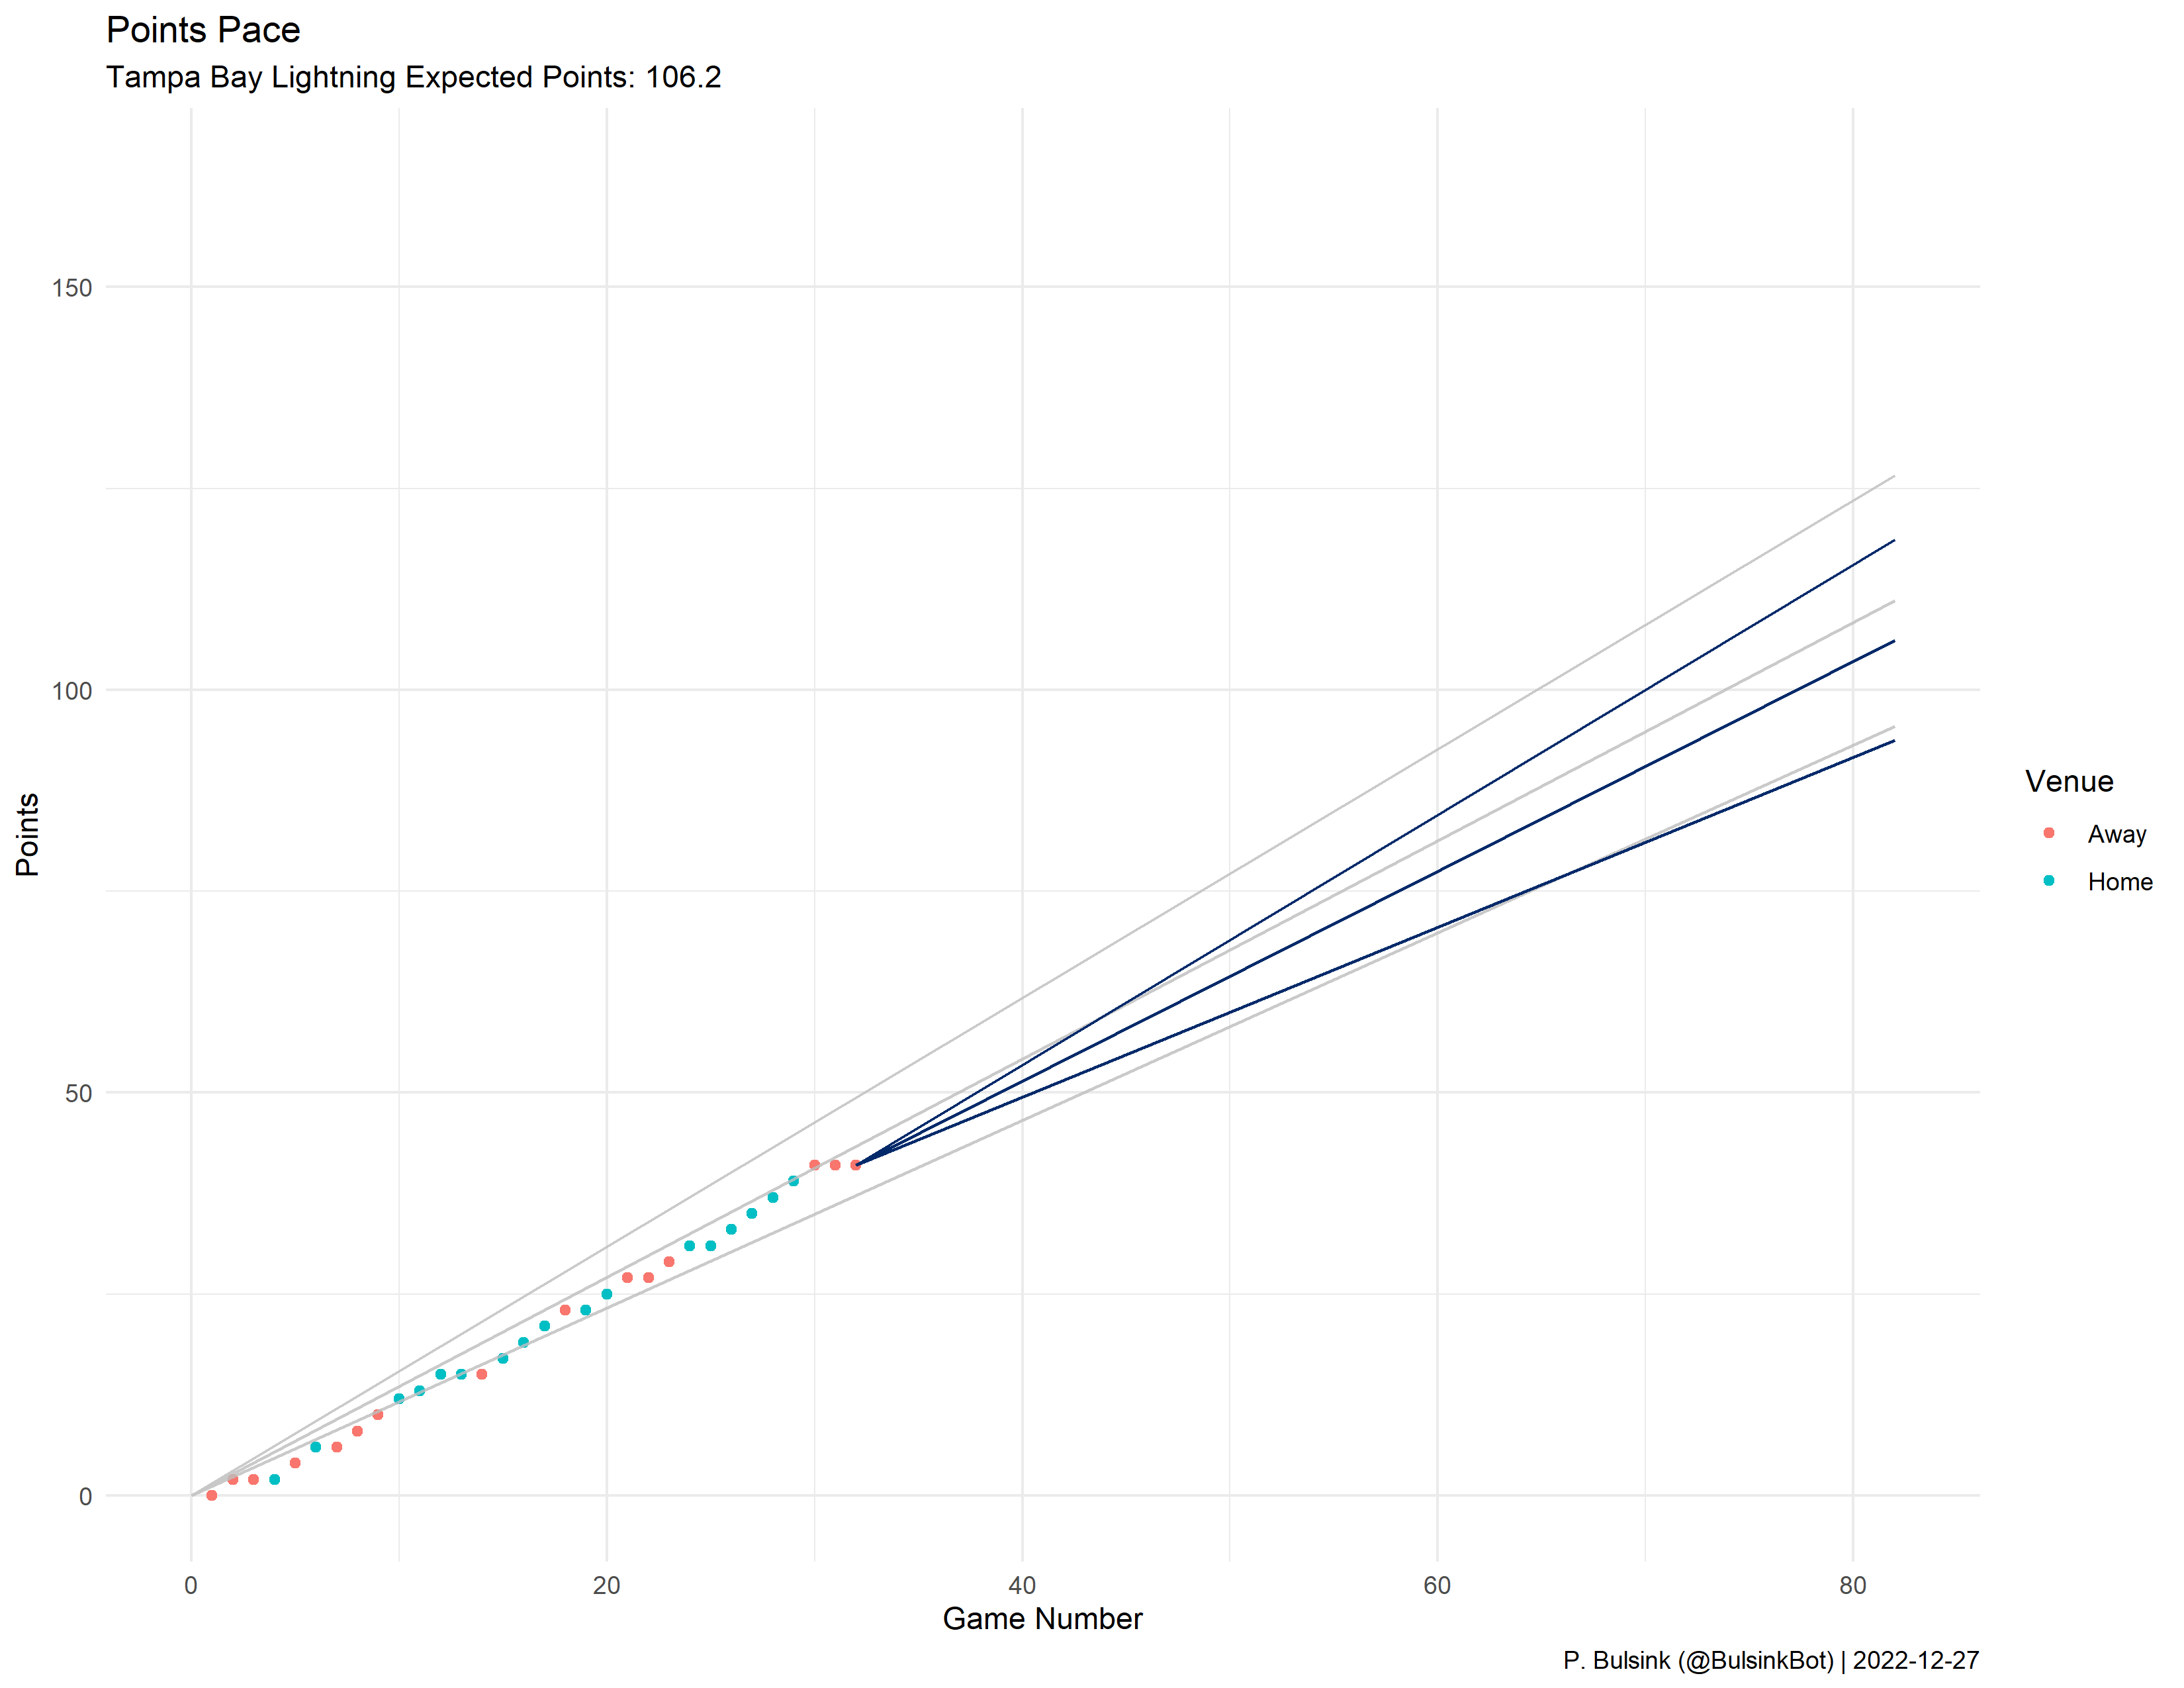 Points Pace
Tampa Bay Lightning Expected Points: 106.2
150
100
50
0
Points
0 20 40 60 80
Game Number
Venue
Away
Home
P. Bulsink (@BulsinkBot) | 2022-12-27